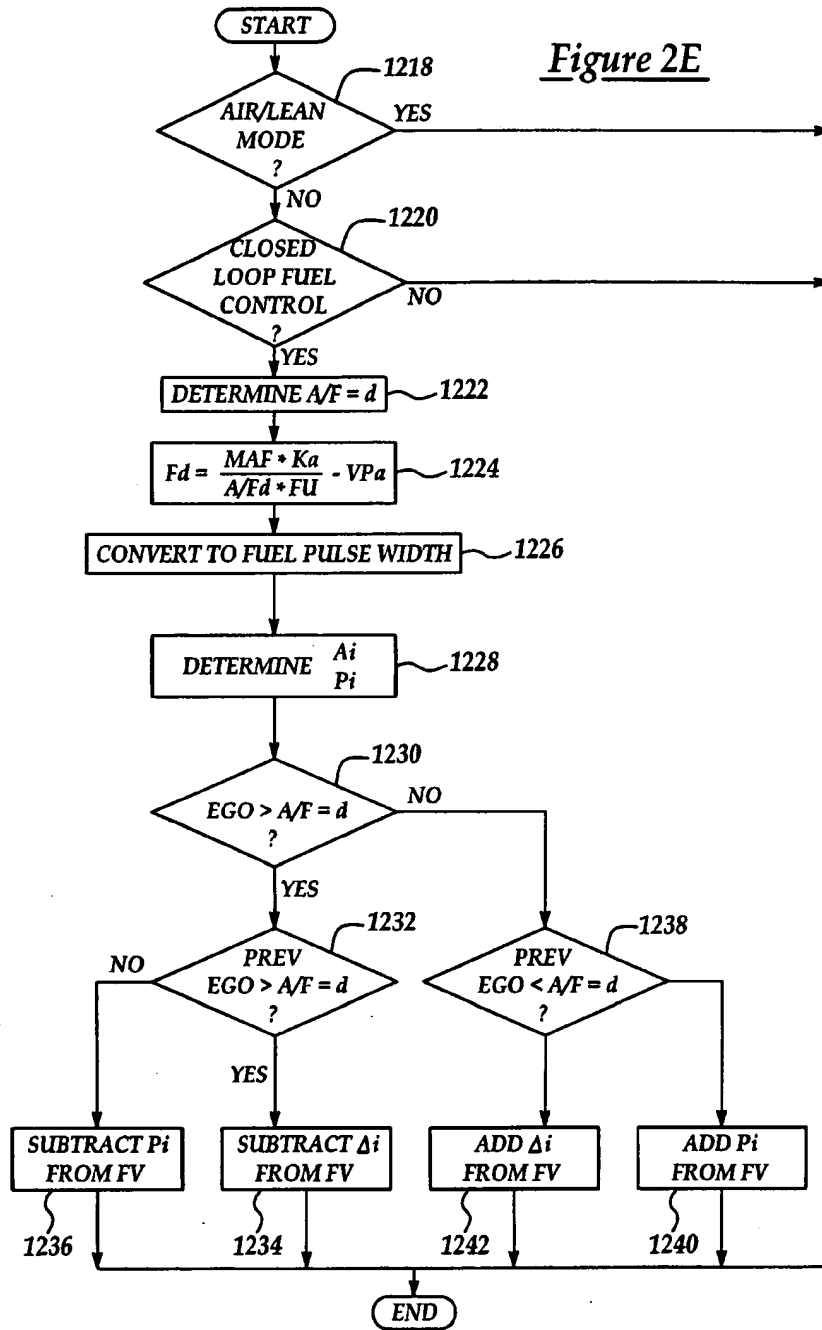 START
Figure 2E
1218
AIR/LEAN
MODE
?
YES
NO
1220
CLOSED
LOOP FUEL
CONTROL
?
NO
YES
DETERMINE A/F = d
1222
Fd = MAF * Ka / A/Fd * FU - VPa
1224
CONVERT TO FUEL PULSE WIDTH
1226
DETERMINE Ai
Pi
1228
1230
EGO > A/F = d
?
NO
YES
1232
PREV
EGO > A/F = d
?
NO
YES
1238
PREV
EGO < A/F = d
?
SUBTRACT Pi
FROM FV
1236
SUBTRACT Δi
FROM FV
1234
ADD Δi
FROM FV
1242
ADD Pi
FROM FV
1240
END